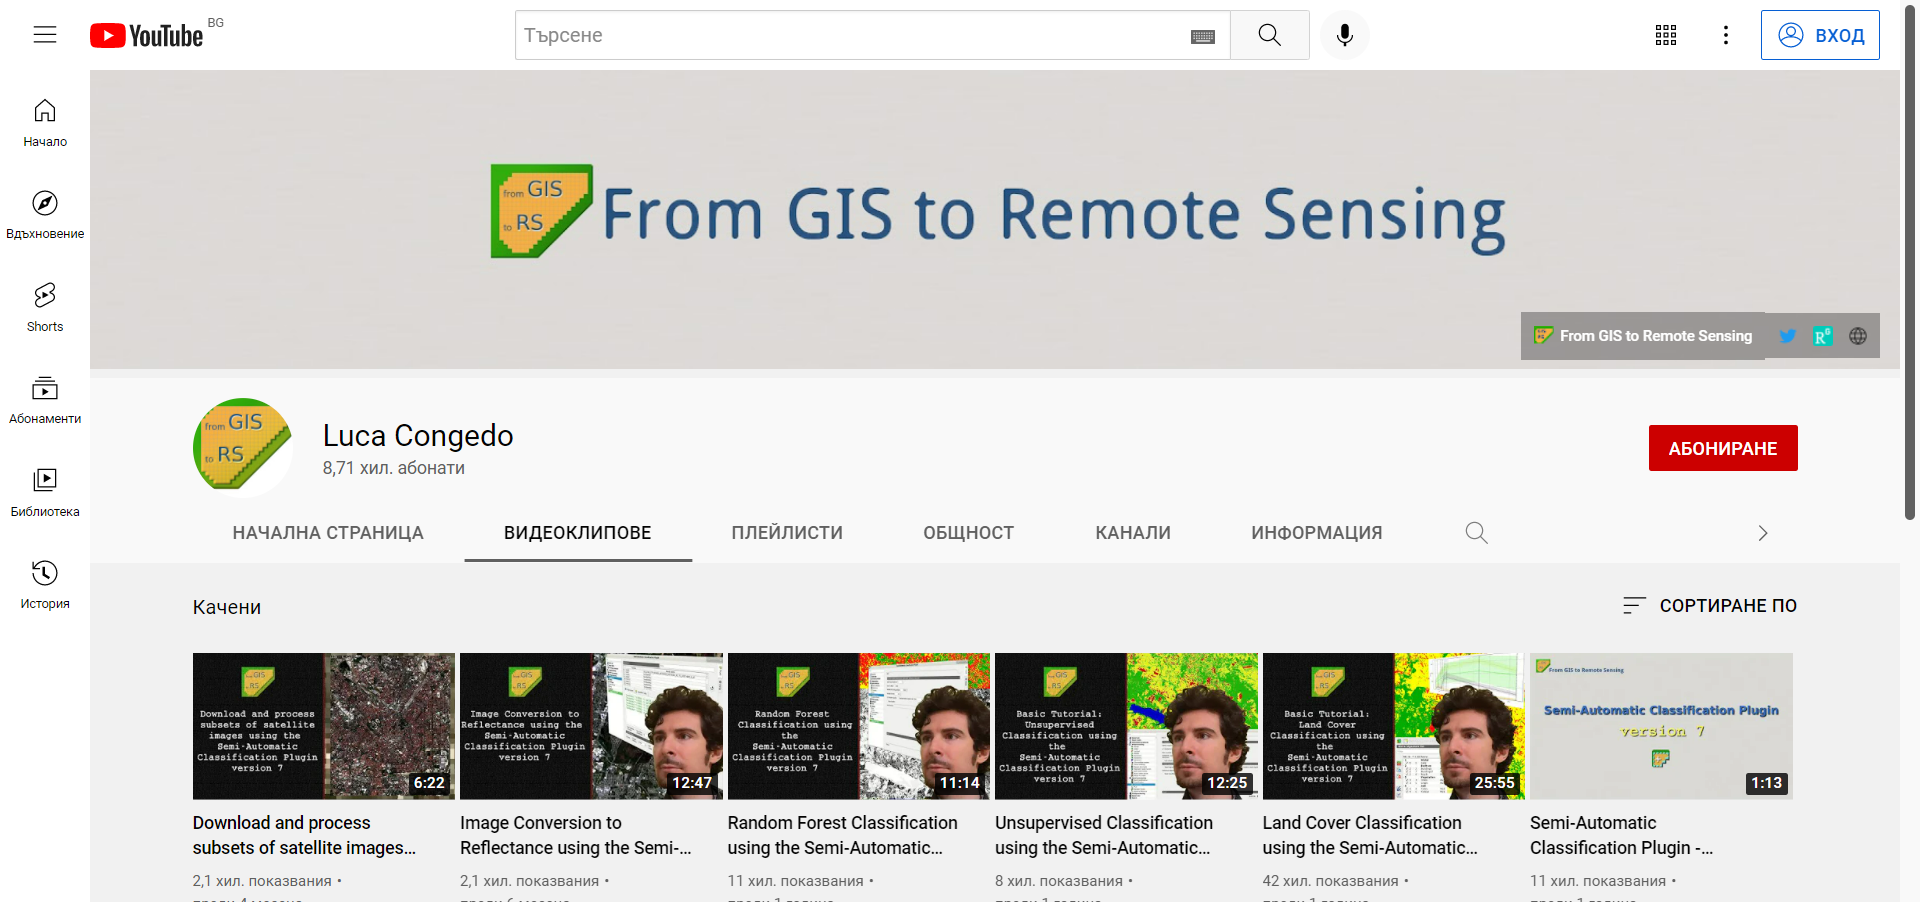 YouTube BG
Търсене
ВХОД
Начало
Вдъхновение
Shorts
Абонаменти
Библиотека
История
from GIS
to RS
From GIS to Remote Sensing
From GIS to Remote Sensing
from GIS
to RS
Luca Congedo
8,71 хил. абонати
АБОНИРАНЕ
НАЧАЛНА СТРАНИЦА
ВИДЕОКЛИПОВЕ
ПЛЕЙЛИСТИ
ОБЩНОСТ
КАНАЛИ
ИНФОРМАЦИЯ
Качени
СОРТИРАНЕ ПО
Download and process
subsets of satellite
images using the
Semi-Automatic
Classification Plugin
version 7
6:22
Download and process
subsets of satellite images...
2,1 хил. показвания •
Image Conversion to
Reflectance using the
Semi-Automatic
Classification Plugin
version 7
12:47
Image Conversion to
Reflectance using the Semi-...
2,1 хил. показвания •
Random Forest
Classification using
the
Semi-Automatic
Classification Plugin
version 7
11:14
Random Forest Classification
using the Semi-Automatic...
11 хил. показвания •
Basic Tutorial:
Unsupervised
Classification using
the
Semi-Automatic
Classification Plugin
version 7
12:25
Unsupervised Classification
using the Semi-Automatic...
8 хил. показвания •
Basic Tutorial:
Land Cover
Classification using
the
Semi-Automatic
Classification Plugin
version 7
25:55
Land Cover Classification
using the Semi-Automatic...
42 хил. показвания •
From GIS to Remote Sensing
Semi-Automatic Classification Plugin
version 7
1:13
Semi-Automatic
Classification Plugin -...
11 хил. показвания •